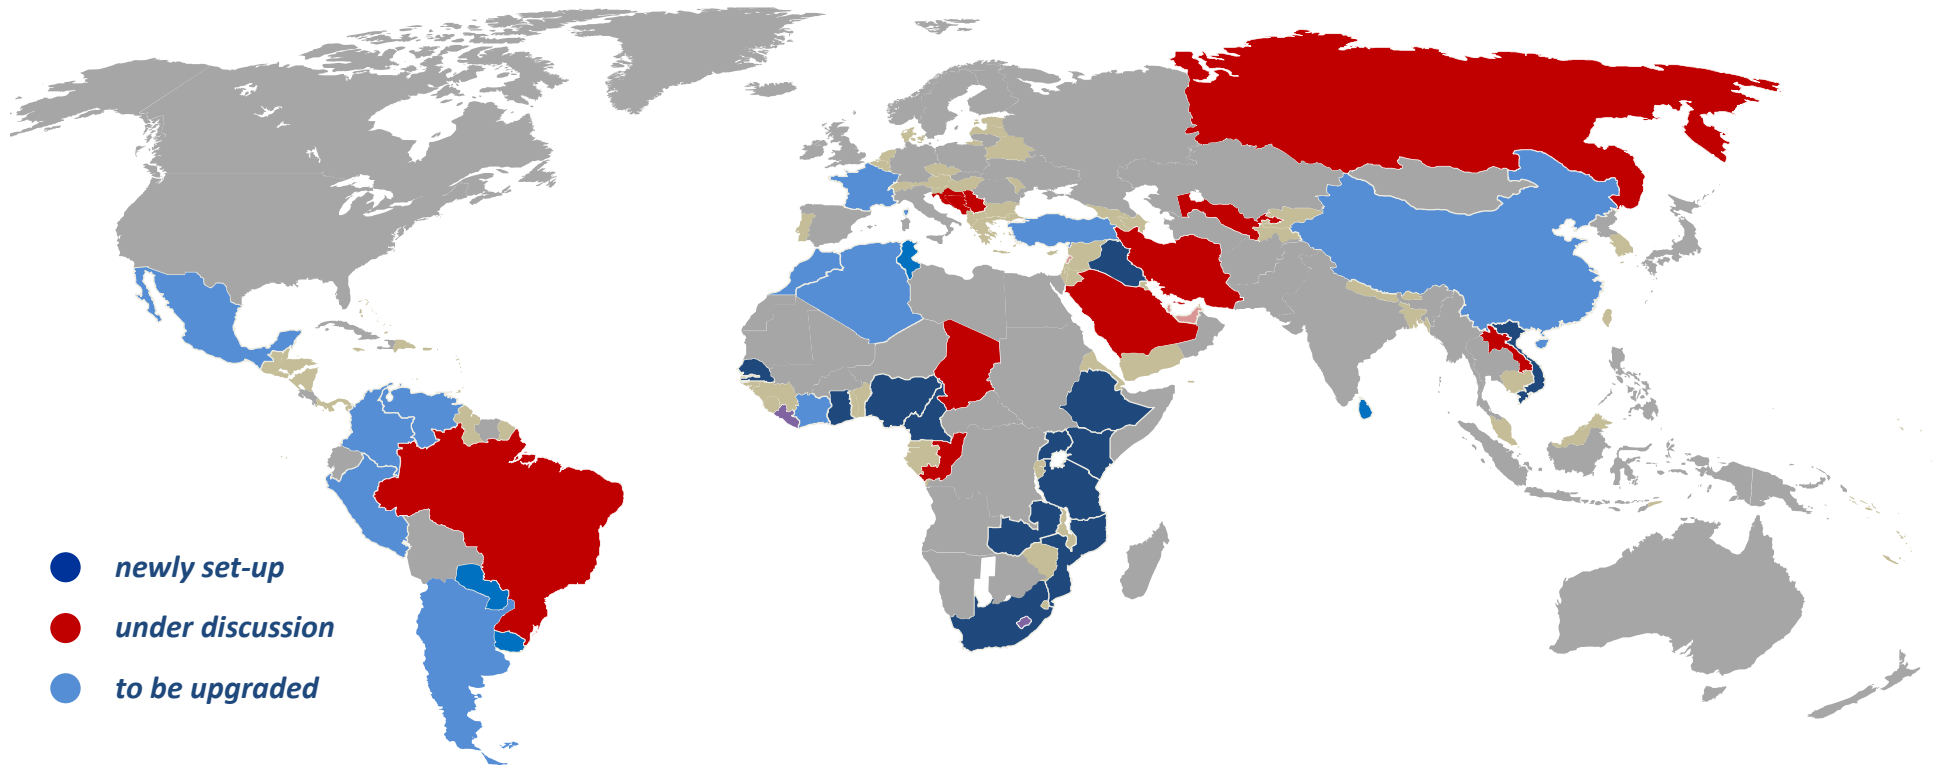 newly set-up
under discussion
to be upgraded